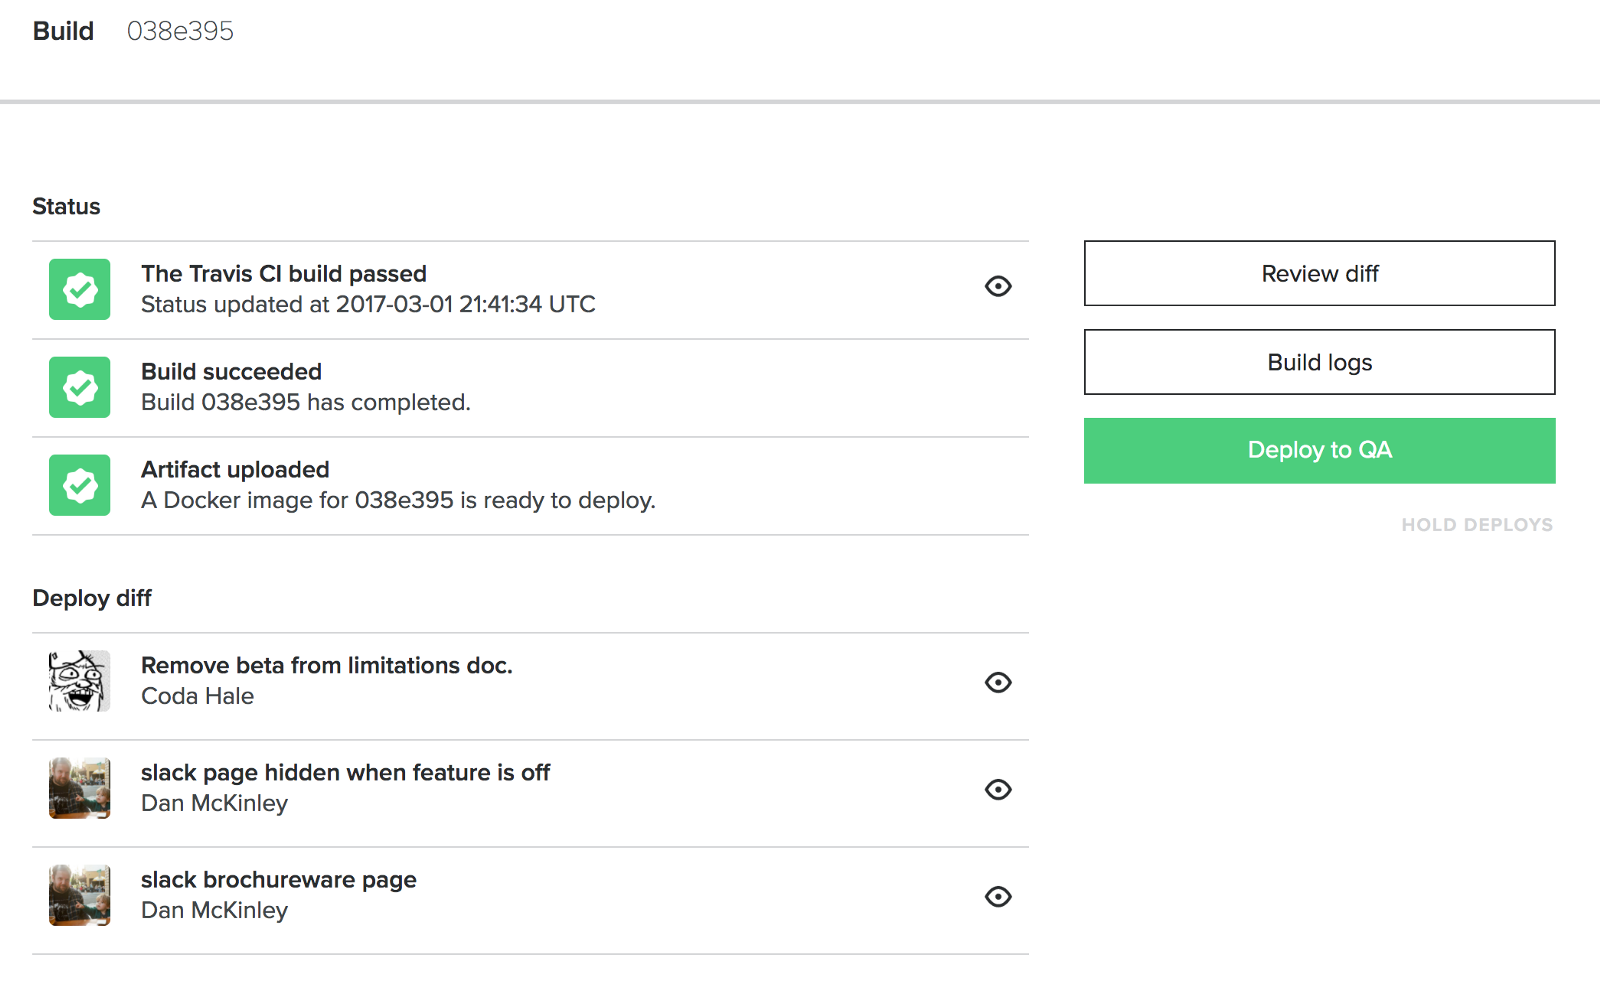 Build 038e395
Status
The Travis CI build passed
Status updated at 2017-03-01 21:41:34 UTC
Build succeeded
Build 038e395 has completed.
Artifact uploaded
A Docker image for 038e395 is ready to deploy.
Review diff
Build logs
Deploy to QA
HOLD DEPLOYS
Deploy diff
Remove beta from limitations doc.
Coda Hale
slack page hidden when feature is off
Dan McKinley
slack brochureware page
Dan McKinley